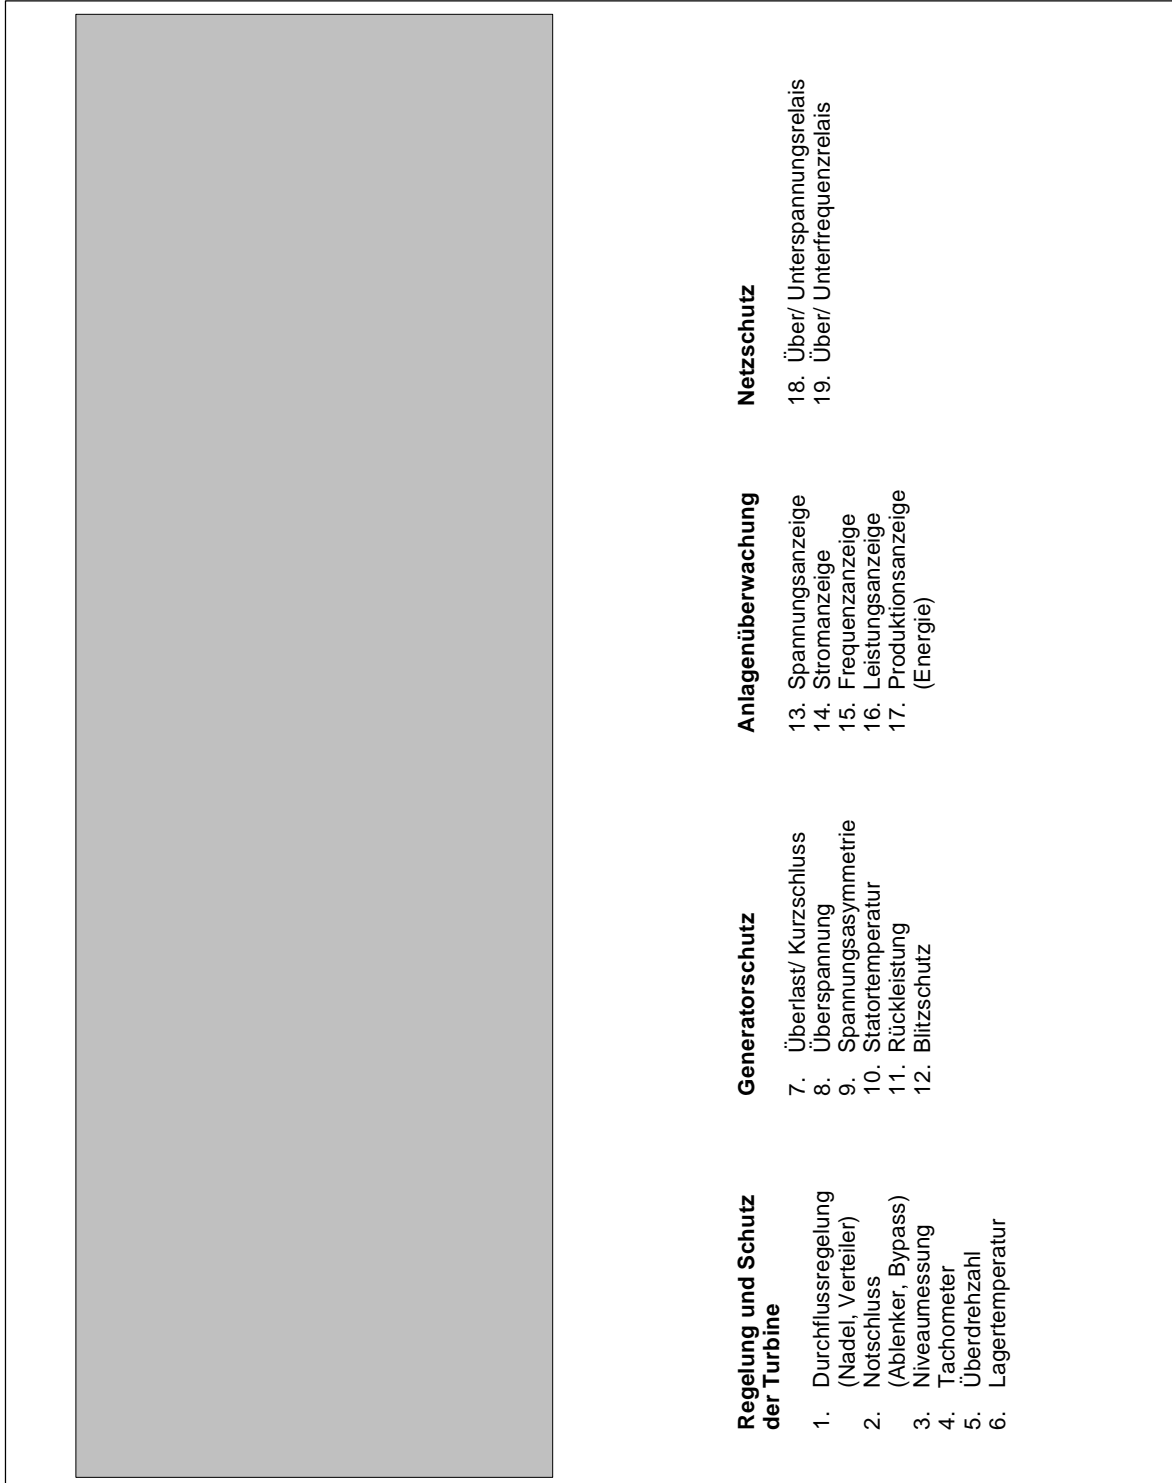 Regelung und Schutz
der Turbine
1. Durchflussregelung
(Nadel, Verteiler)
2. Notschluss
(Ablenker, Bypass)
3. Niveaumessung
4. Tachometer
5. Überdrehzahl
6. Lagertemperatur
Generatorschutz
7. Überlast/ Kurzschluss
8. Überspannung
9. Spannungsasymmetrie
10. Statortemperatur
11. Rückleistung
12. Blitzschutz
Anlagenüberwachung
13. Spannungsanzeige
14. Stromanzeige
15. Frequenzanzeige
16. Leistungsanzeige
17. Produktionsanzeige
(Energie)
Netzschutz
18. Über/ Unterspannungsrelais
19. Über/ Unterfrequenzrelais